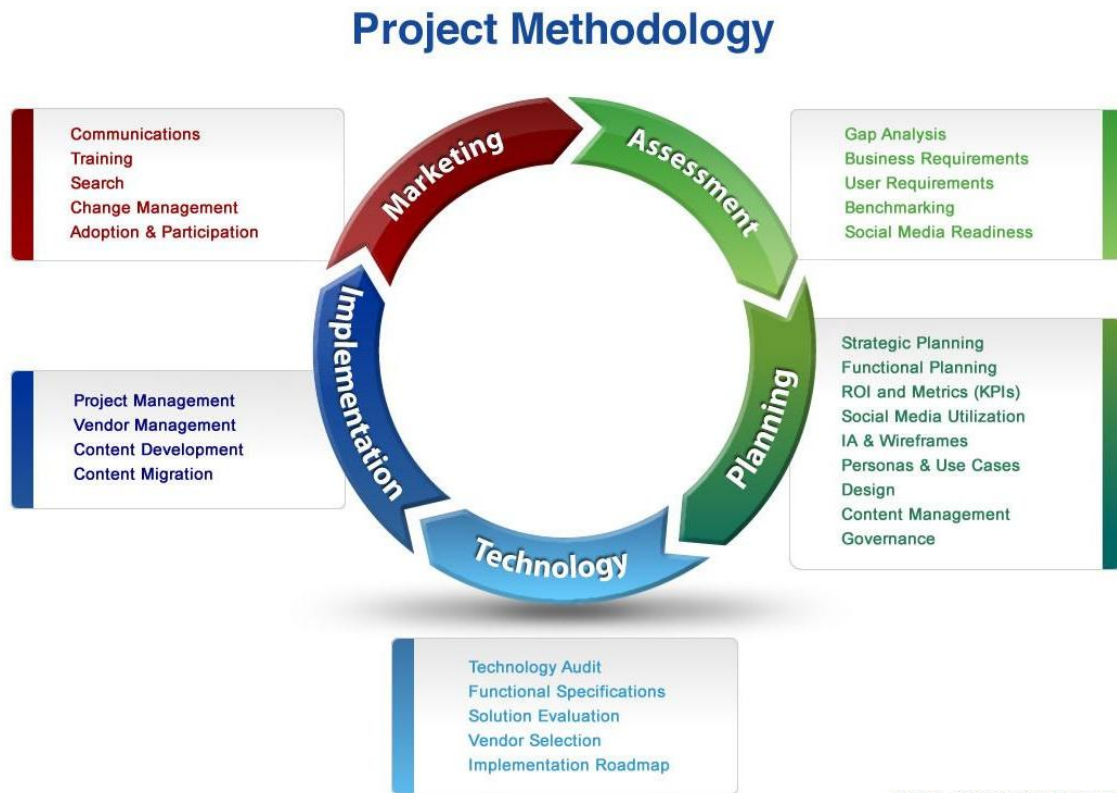 Project Methodology
Communications
Training
Search
Change Management
Adoption & Participation
Marketing
Assessment
Gap Analysis
Business Requirements
User Requirements
Benchmarking
Social Media Readiness
Implementation
Planning
Strategic Planning
Functional Planning
ROI and Metrics (KPIs)
Social Media Utilization
IA & Wireframes
Personas & Use Cases
Design
Content Management
Governance
Project Management
Vendor Management
Content Development
Content Migration
Technology
Technology Audit
Functional Specifications
Solution Evaluation
Vendor Selection
Implementation Roadmap